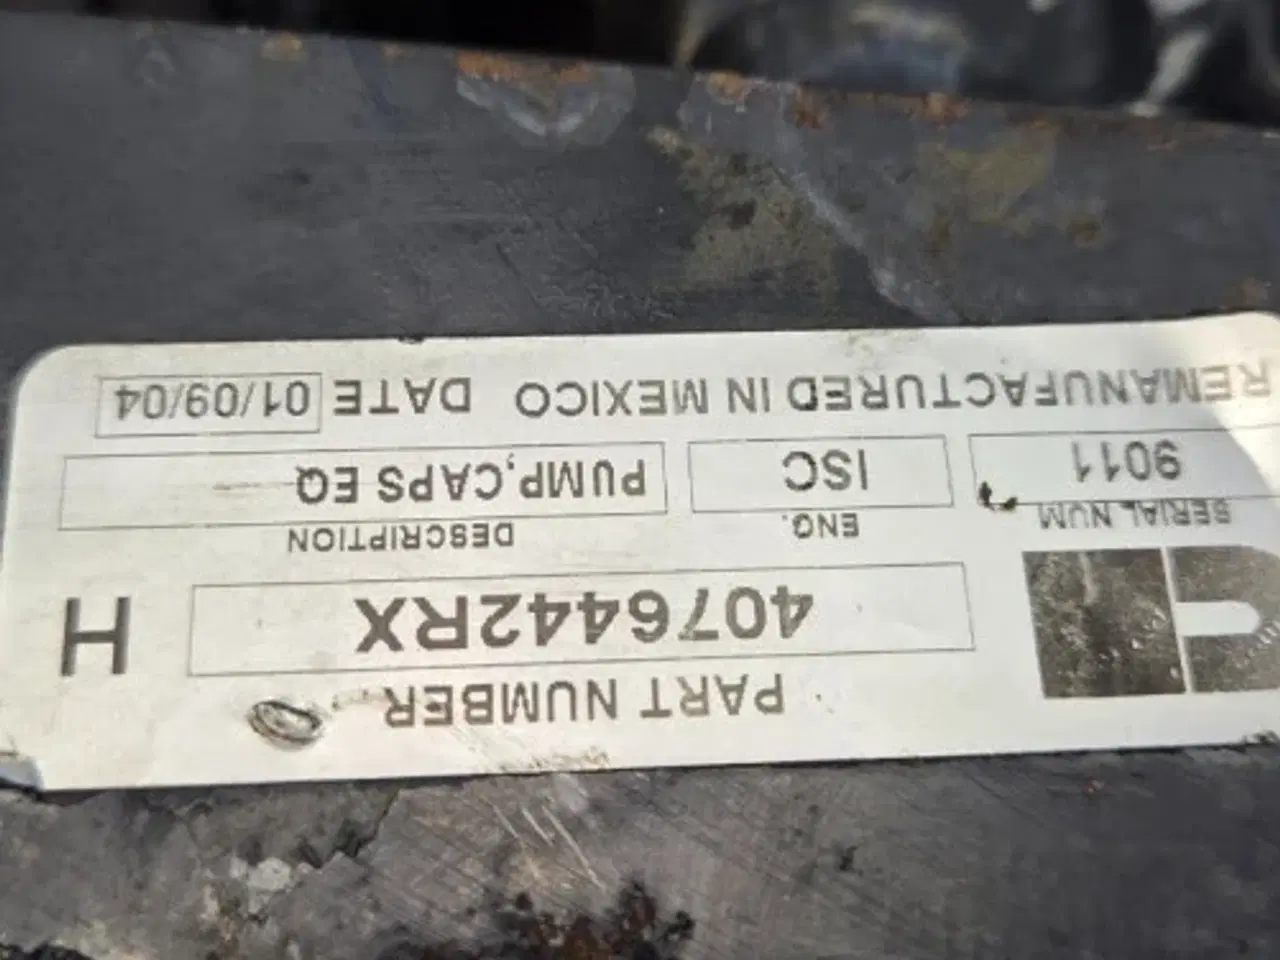 PART NUMBER
4076442RX H
SERIAL NUM ENG. DESCRIPTION
9011 ISC PUMP,CAPS EQ
REMANUFACTURED IN MEXICO DATE 01/09/04